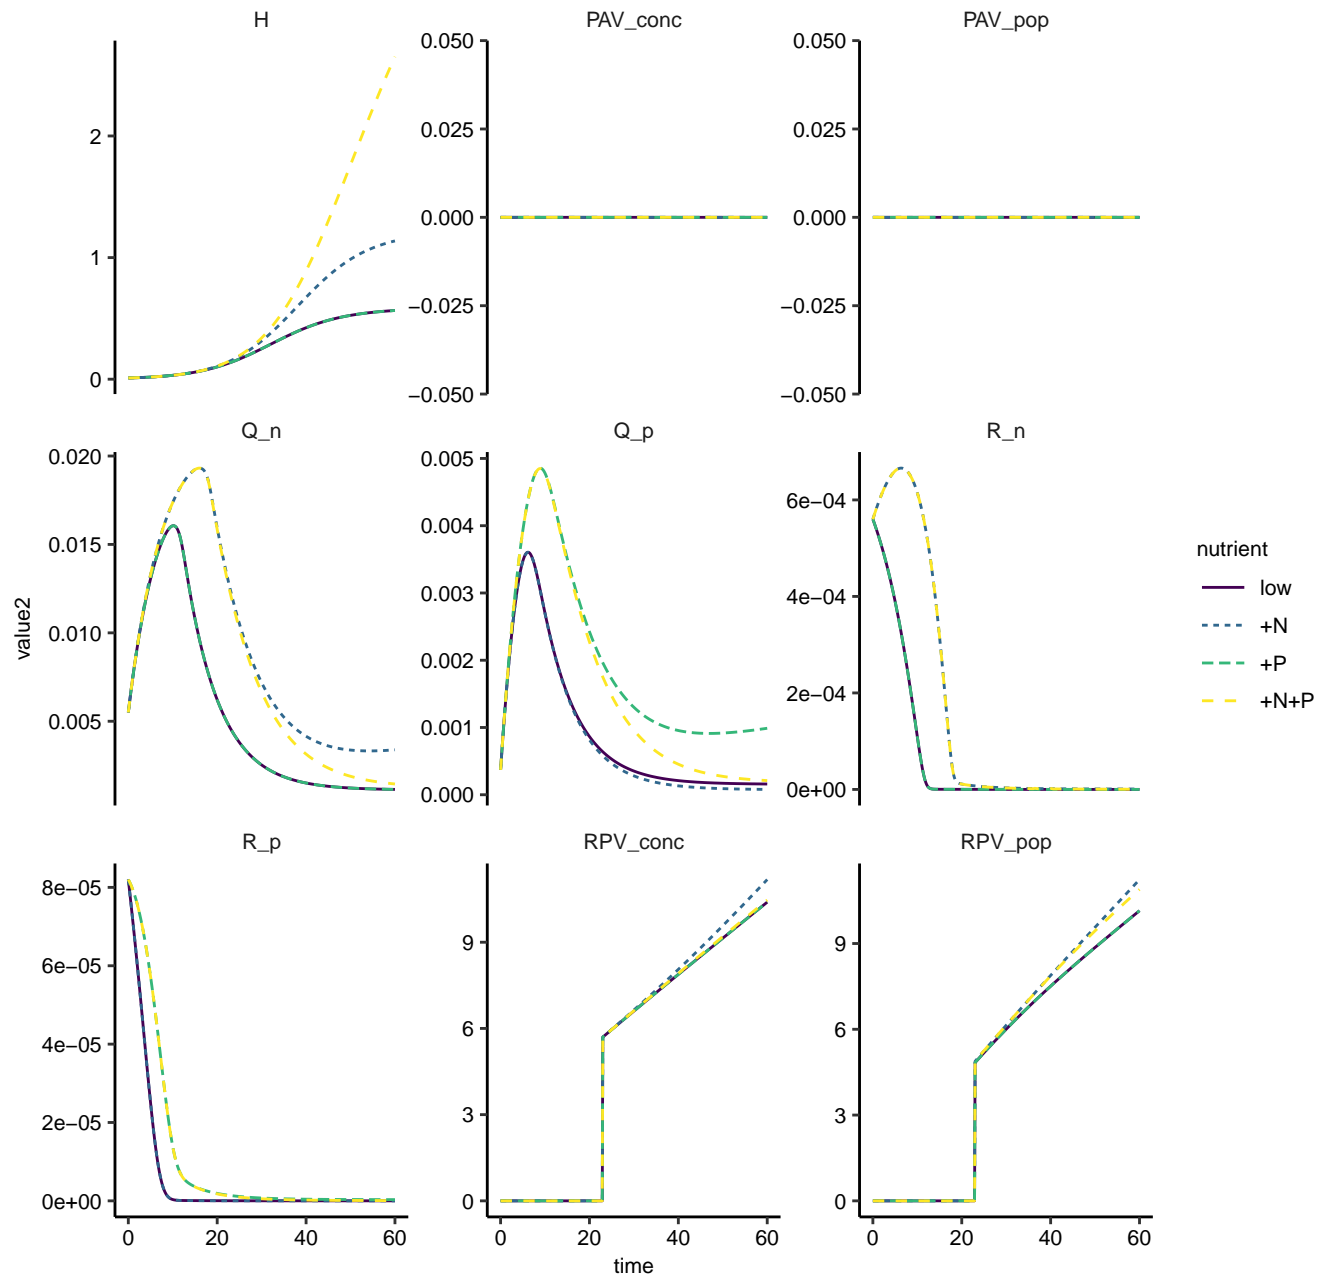 H PAV_conc PAV_pop
2
1
0
0.050
0.025
0.000
−0.025
−0.050
0.050
0.025
0.000
−0.025
−0.050
Q_n Q_p R_n
0.020
0.015
0.010
0.005
0.005
0.004
0.003
0.002
0.001
0.000
6e−04
4e−04
2e−04
0e+00
R_p RPV_conc RPV_pop
8e−05
6e−05
4e−05
2e−05
0e+00
9
6
3
0
9
6
3
0
0 20 40 60
0 20 40 60
0 20 40 60
time
value2
nutrient
low
+N
+P
+N+P